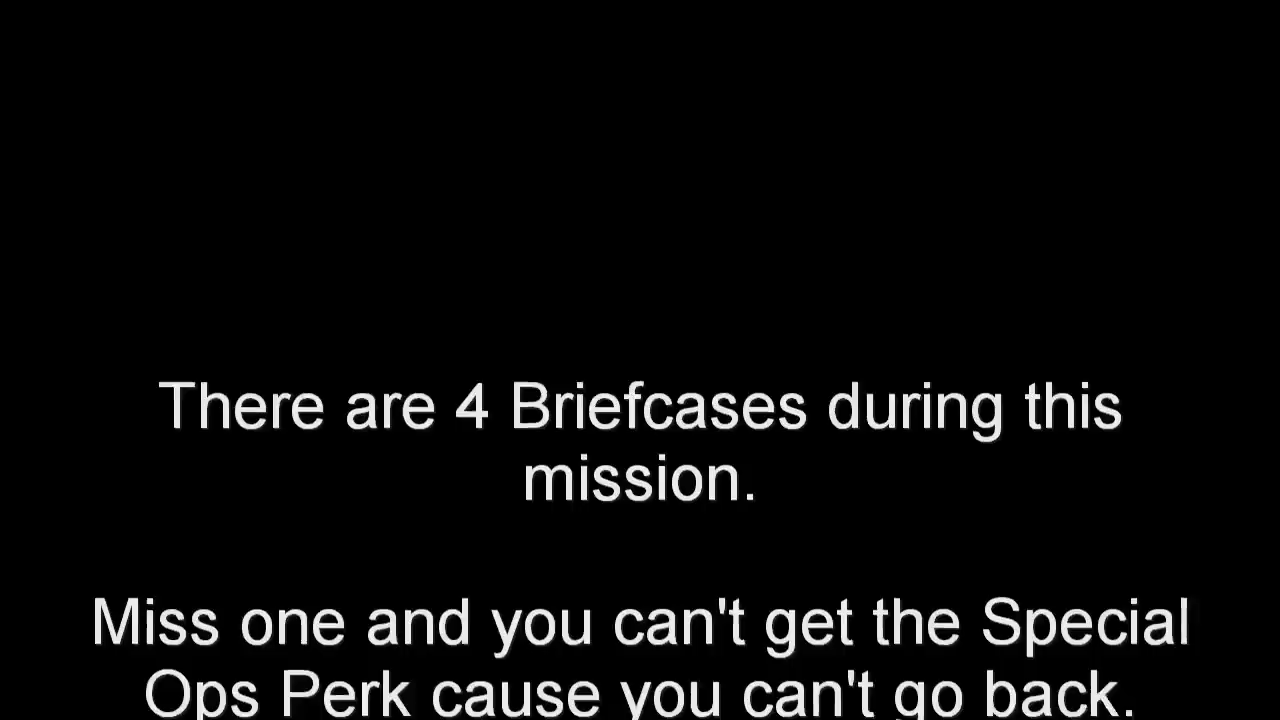 There are 4 Briefcases during this
mission.
Miss one and you can't get the Special
Ops Perk cause you can't go back.